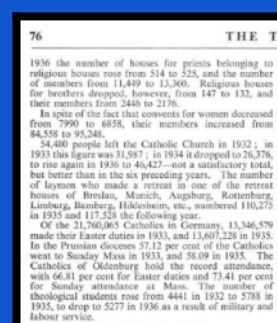 76 THE T
1936 the number of houses for priests belonging to
religious houses rose from 514 to 525, and the number
of members from 11,449 to 13,360. Religious houses
for brothers dropped, however, from 147 to 132, and
their members from 2446 to 2176.
In spite of the fact that convents for women decreased
from 7990 to 6858, their members increased from
84,558 to 95,248.
54,480 people left the Catholic Church in 1932 ; in
1933 this figure was 31,987 ; in 1934 it dropped to 26,376,
to rise again in 1936 to 46,427—not a satisfactory total,
but better than in the six preceding years. The number
of laymen who made a retreat in one of the retreat
houses of Breslau, Munich, Augsburg, Rottenburg,
Limburg, Bamberg, Hildesheim, etc., numbered 110,275
in 1935 and 117,528 the following year.
Of the 21,760,065 Catholics in Germany, 13,346,579
made their Easter duties in 1933, and 13,607,228 in 1935.
In the Prussian dioceses 57.12 per cent of the Catholics
went to Sunday Mass in 1933, and 58.09 in 1935. The
Catholics of Oldenburg hold the record attendance,
with 66.81 per cent for Easter duties and 73.41 per cent
for Sunday attendance at Mass. The number of
theological students rose from 4441 in 1932 to 5788 in
1935, to drop to 5277 in 1936 as a result of military and
labour service.